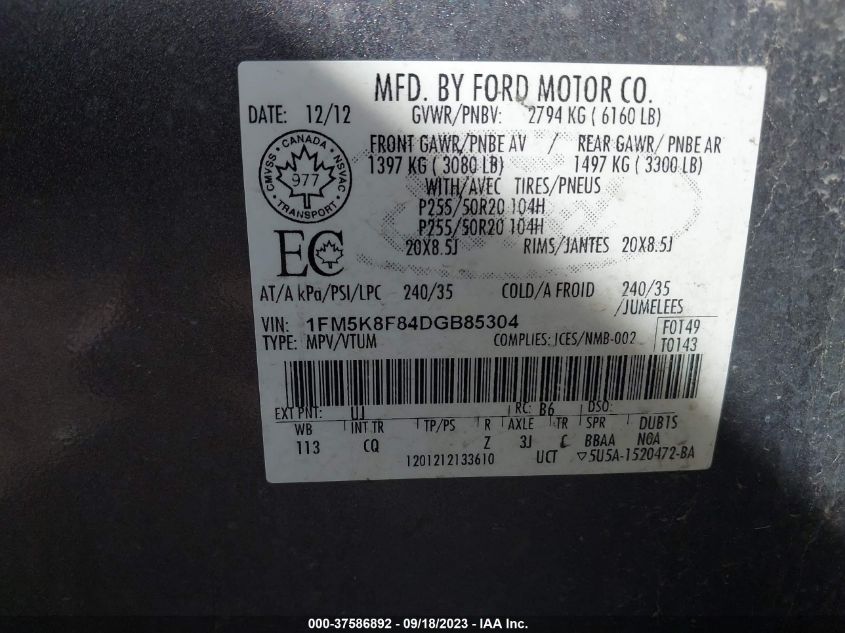 MFD. BY FORD MOTOR CO.
DATE: 12/12 GVWR/PNBV: 2794 KG ( 6160 LB)
FRONT GAWR/PNBE AV / REAR GAWR/ PNBE AR
1397 KG ( 3080 LB) 1497 KG ( 3300 LB)
WITH/AVEC TIRES/PNEUS
P255/50R20 104H
P255/50R20 104H
20X8.5J RIMS/JANTES 20X8.5J
CMVSS • CANADA • NSVAC
977
TRANSPORT
EC
AT/A kPa/PSI/LPC 240/35 COLD/A FROID 240/35
/JUMELEES
VIN: 1FM5K8F84DGB85304 F0149
TYPE: MPV/VTUM COMPLIES: ICES/NMB-002 T0143
EXT PNT: UJ RC: B6 DSO:
WB INT TR TP/PS R AXLE TR SPR DUB1S
113 CQ Z 3J C BBAA NGA
1201212133610 UCT ▽5U5A-1520472-BA
000-37586892 - 09/18/2023 - IAA Inc.